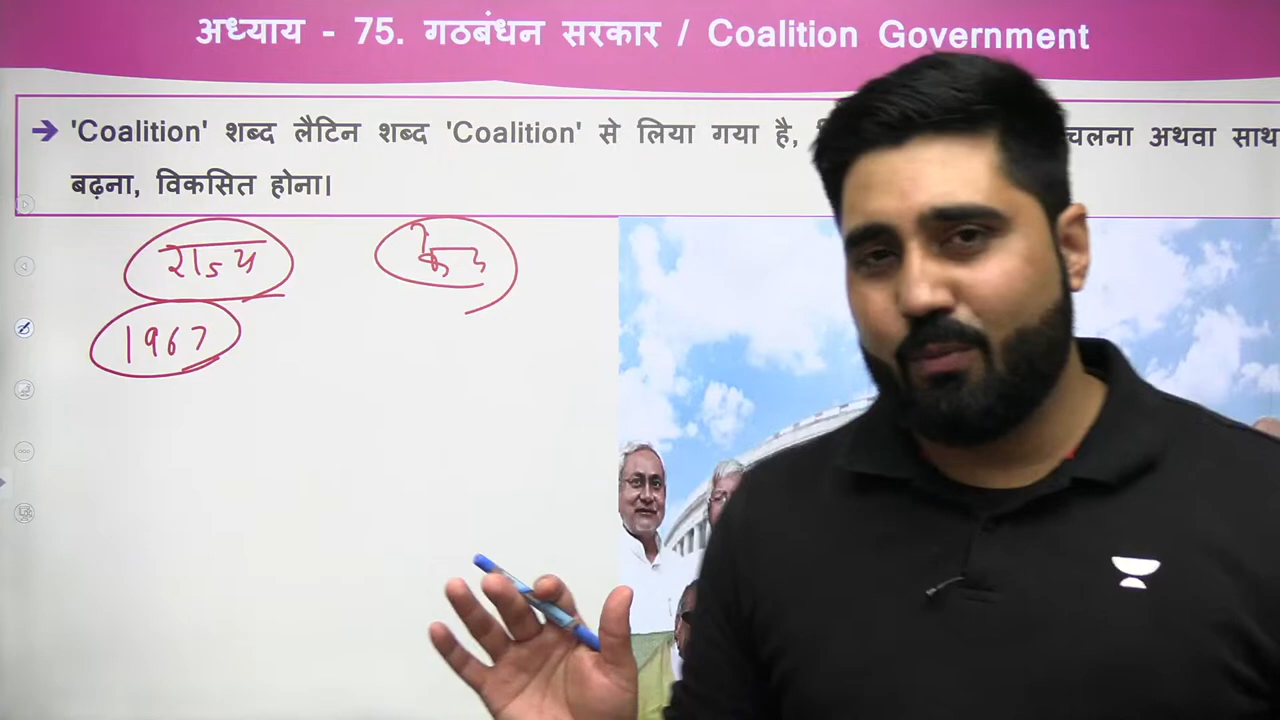 अध्याय - 75. गठबंधन सरकार / Coalition Government
'Coalition' शब्द लैटिन शब्द 'Coalition' से लिया गया है, चलना अथवा साथ
बढ़ना, विकसित होना।
राज्य
1967